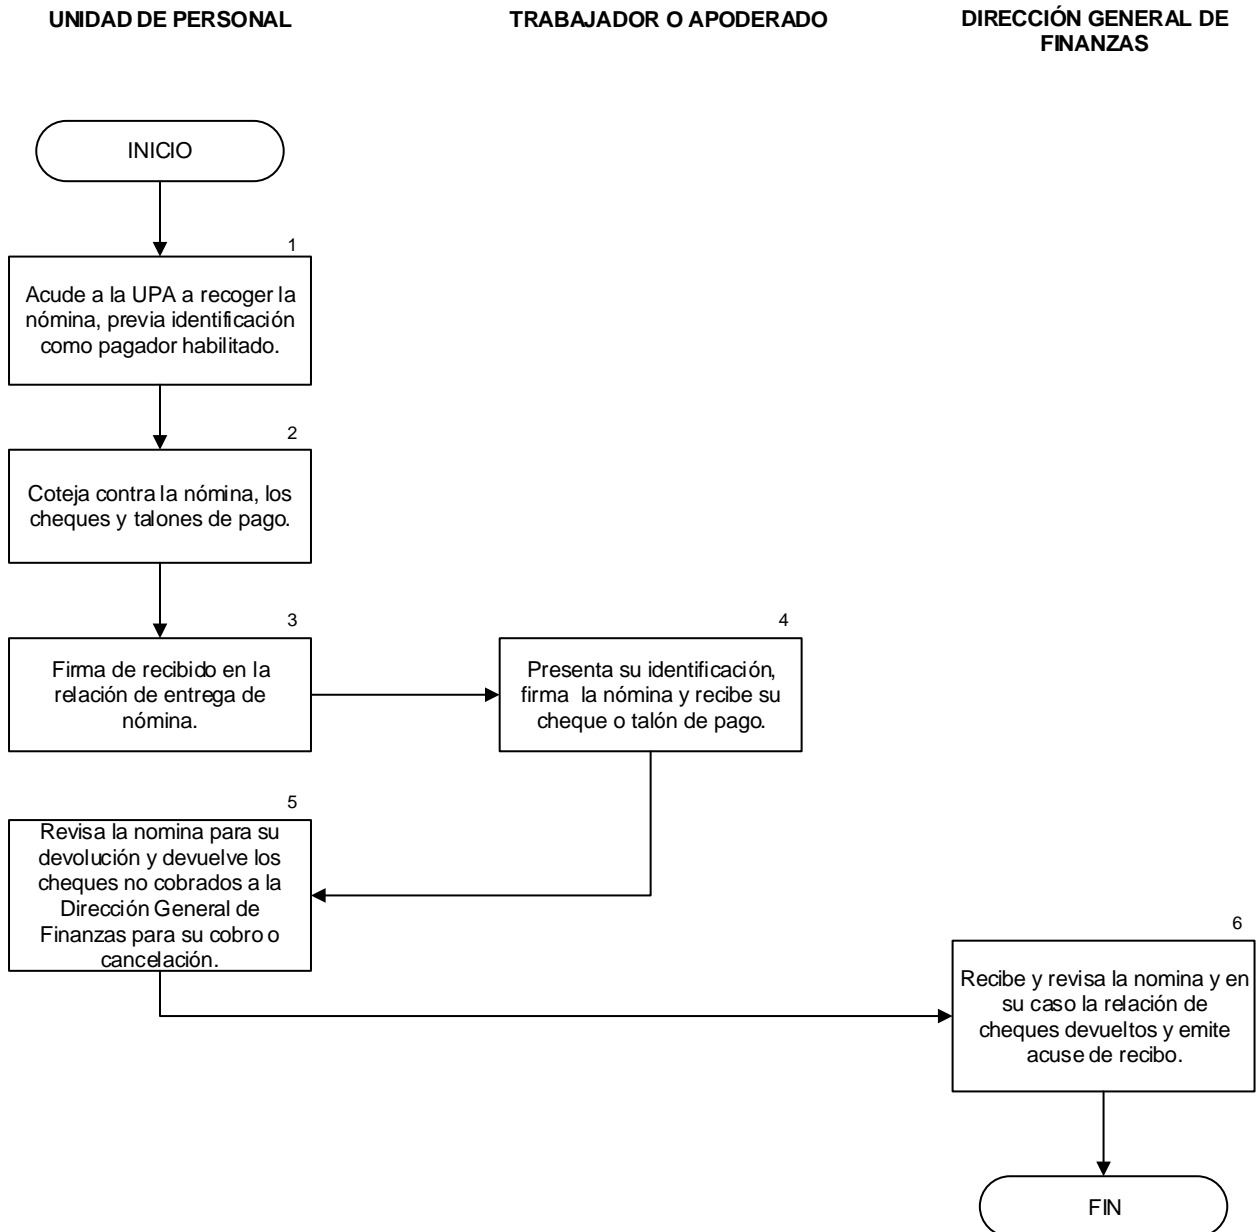 UNIDAD DE PERSONAL
TRABAJADOR O APODERADO
DIRECCIÓN GENERAL DE
FINANZAS
INICIO
1
Acude a la UPA a recoger la
nómina, previa identificación
como pagador habilitado.
2
Coteja contra la nómina, los
cheques y talones de pago.
3
Firma de recibido en la
relación de entrega de
nómina.
4
Presenta su identificación,
firma la nómina y recibe su
cheque o talón de pago.
5
Revisa la nomina para su
devolución y devuelve los
cheques no cobrados a la
Dirección General de
Finanzas para su cobro o
cancelación.
6
Recibe y revisa la nomina y en
su caso la relación de
cheques devueltos y emite
acuse de recibo.
FIN